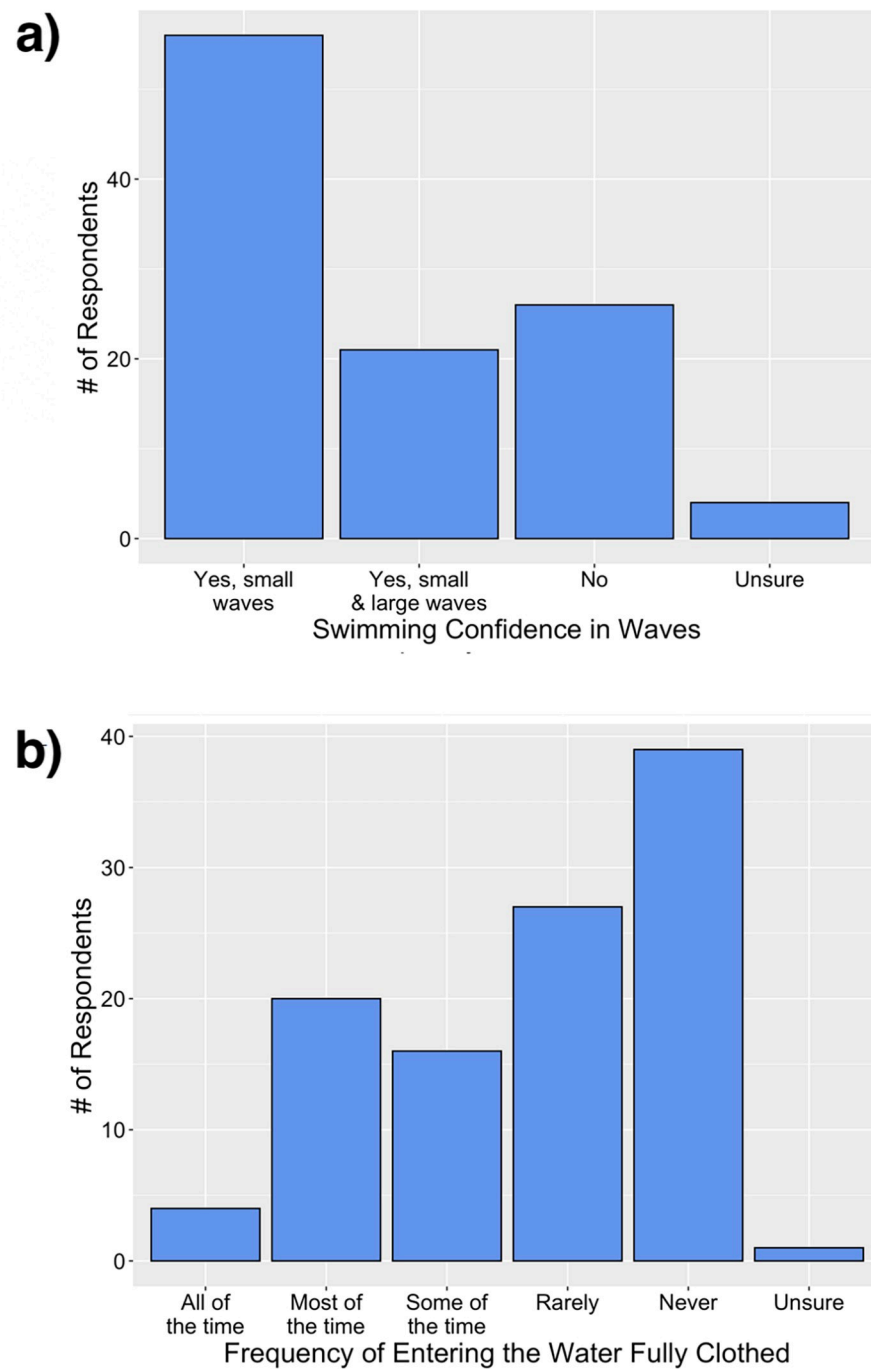 a)
# of Respondents
40
20
0
Yes, small
waves
Yes, small
& large waves
No
Unsure
Swimming Confidence in Waves
b)
# of Respondents
40
30
20
10
0
All of
the time
Most of
the time
Some of
the time
Rarely
Never
Unsure
Frequency of Entering the Water Fully Clothed